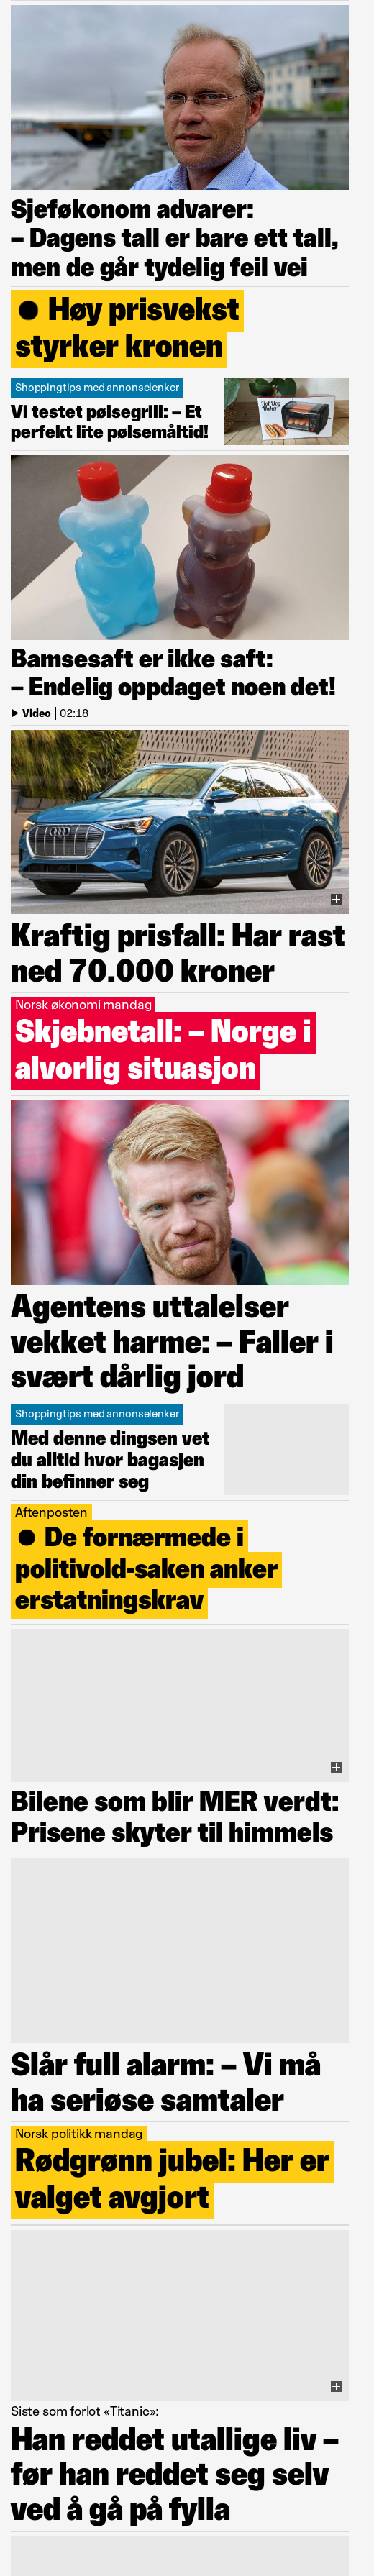 Sjeføkonom advarer:
– Dagens tall er bare ett tall,
men de går tydelig feil vei
Høy prisvekst
styrker kronen
Shoppingtips med annonselenker
Vi testet pølsegrill: – Et
perfekt lite pølsemåltid!
Hot Dog
Maker
Bamsesaft er ikke saft:
– Endelig oppdaget noen det!
Video | 02:18
Kraftig prisfall: Har rast
ned 70.000 kroner
Norsk økonomi mandag
Skjebnetall: – Norge i
alvorlig situasjon
Agentens uttalelser
vekket harme: – Faller i
svært dårlig jord
Shoppingtips med annonselenker
Med denne dingsen vet
du alltid hvor bagasjen
din befinner seg
Aftenposten
De fornærmede i
politivold-saken anker
erstatningskrav
Bilene som blir MER verdt:
Prisene skyter til himmels
Slår full alarm: – Vi må
ha seriøse samtaler
Norsk politikk mandag
Rødgrønn jubel: Her er
valget avgjort
Siste som forlot «Titanic»:
Han reddet utallige liv –
før han reddet seg selv
ved å gå på fylla